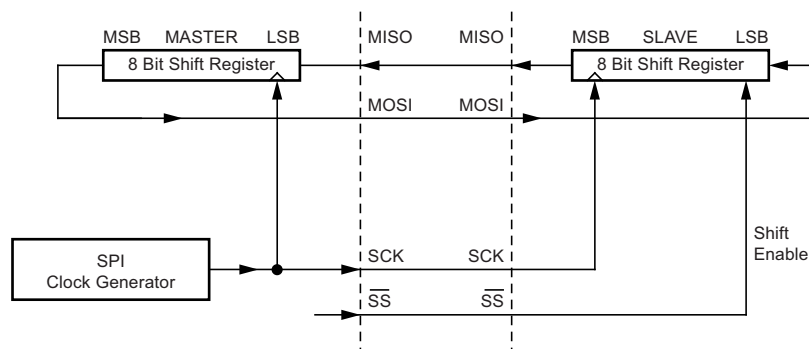 MSB MASTER LSB MISO MISO MSB SLAVE LSB
8 Bit Shift Register 8 Bit Shift Register
MOSI MOSI
Shift
Enable
SPI
Clock Generator
SCK SCK
SS SS